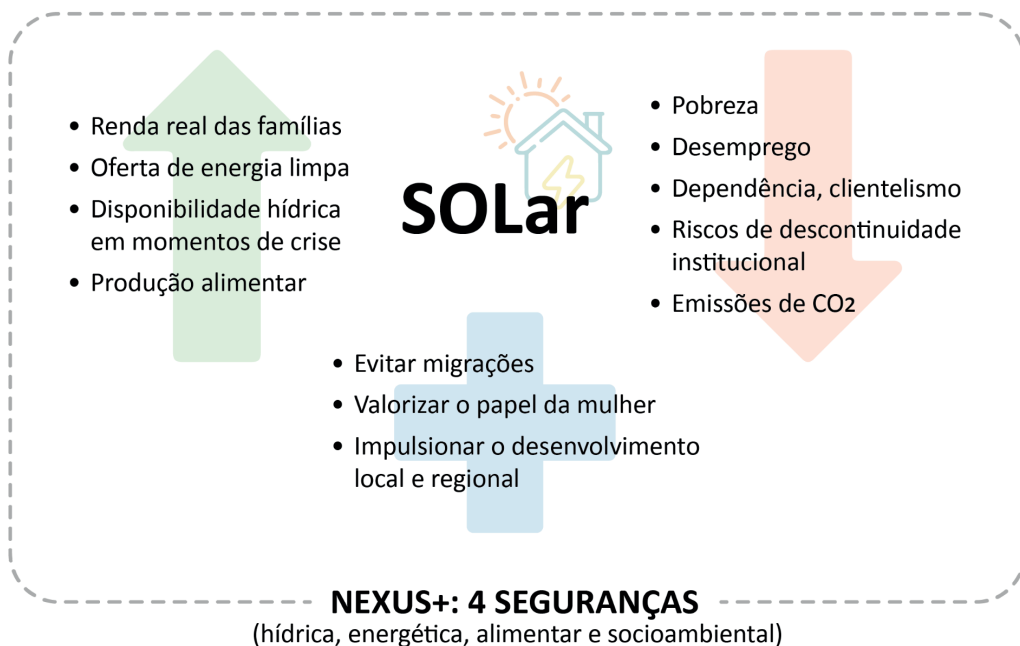 • Renda real das famílias
• Oferta de energia limpa
• Disponibilidade hídrica
em momentos de crise
• Produção alimentar
SOLar
• Pobreza
• Desemprego
• Dependência, clientelismo
• Riscos de descontinuidade
institucional
• Emissões de CO2
• Evitar migrações
• Valorizar o papel da mulher
• Impulsionar o desenvolvimento
local e regional
NEXUS+: 4 SEGURANÇAS
(hídrica, energética, alimentar e socioambiental)